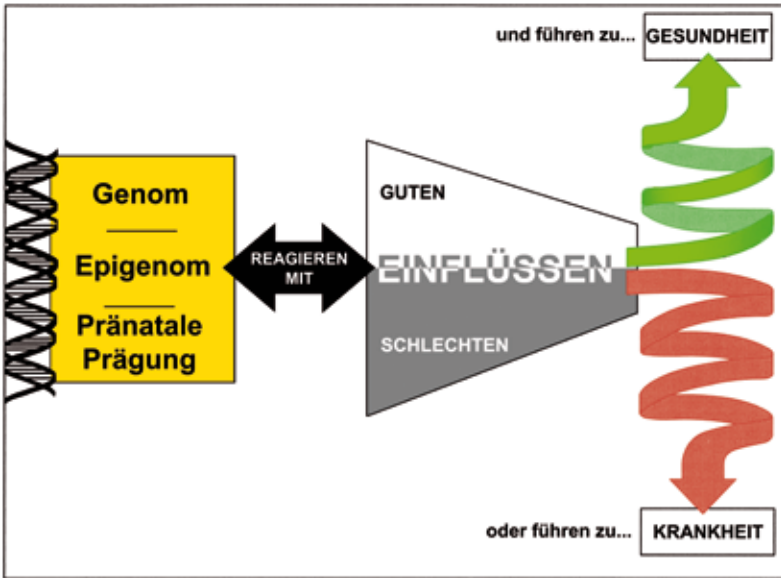 und führen zu... GESUNDHEIT
Genom
Epigenom
Pränatale
Prägung
REAGIEREN
MIT
GUTEN
EINFLÜSSEN
SCHLECHTEN
oder führen zu... KRANKHEIT